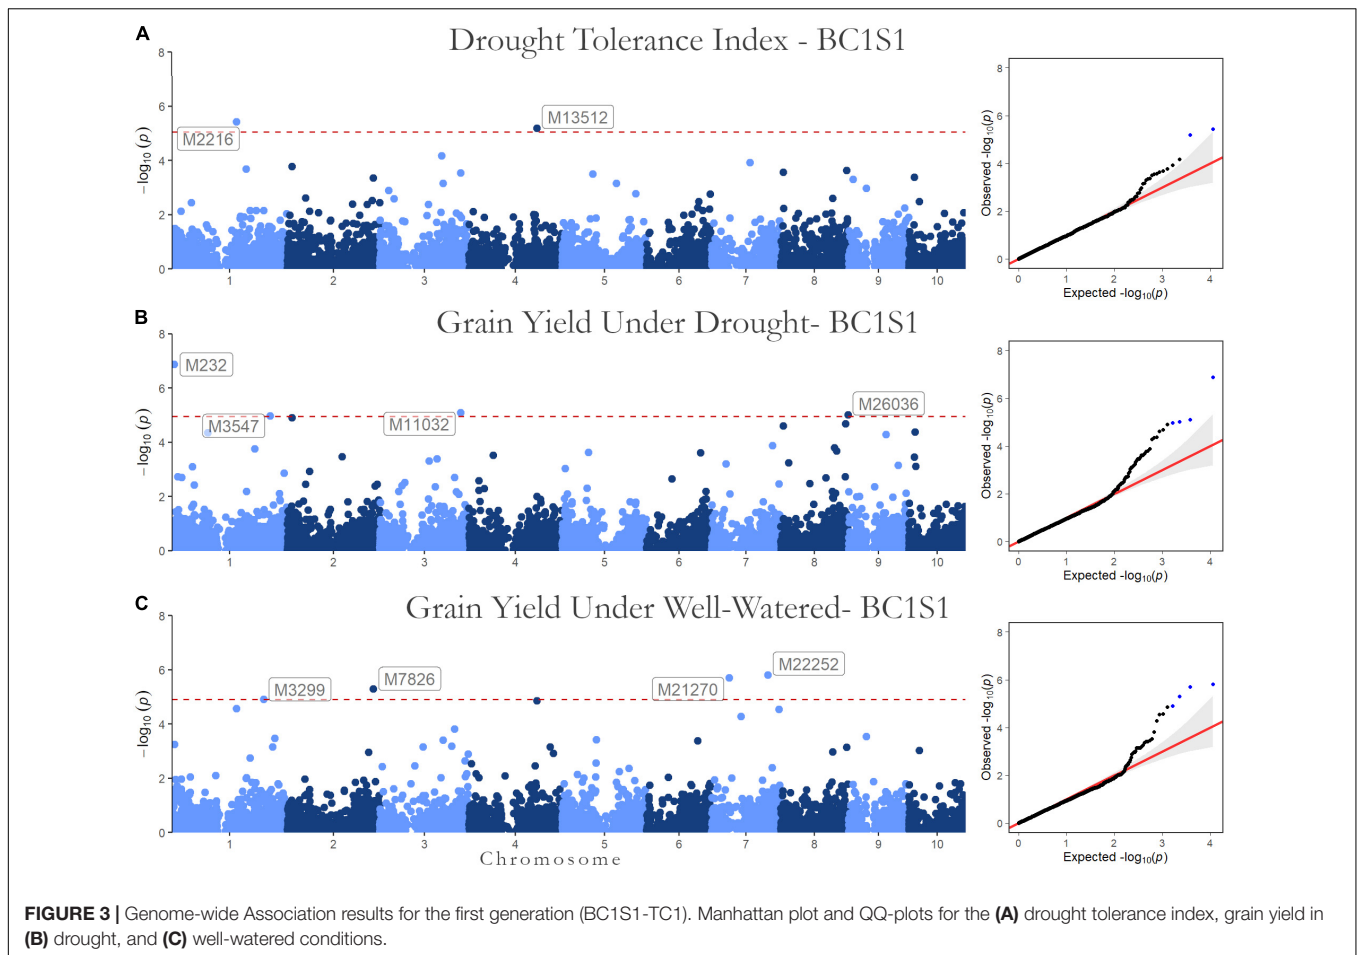 A
Drought Tolerance Index - BC1S1
8
6
4
2
0
−log10 (p)
M2216
M13512
1 2 3 4 5 6 7 8 9 10
8
6
4
2
0
Observed -log10(p)
0 1 2 3 4
Expected -log10(p)
B
Grain Yield Under Drought- BC1S1
8
6
4
2
0
−log10 (p)
M232
M3547
M11032
M26036
1 2 3 4 5 6 7 8 9 10
8
6
4
2
0
Observed -log10(p)
0 1 2 3 4
Expected -log10(p)
C
Grain Yield Under Well-Watered- BC1S1
8
6
4
2
0
−log10 (p)
M3299
M7826
M21270
M22252
1 2 3 4 5 6 7 8 9 10
Chromosome
8
6
4
2
0
Observed -log10(p)
0 1 2 3 4
Expected -log10(p)
FIGURE 3 | Genome-wide Association results for the first generation (BC1S1-TC1). Manhattan plot and QQ-plots for the (A) drought tolerance index, grain yield in
(B) drought, and (C) well-watered conditions.